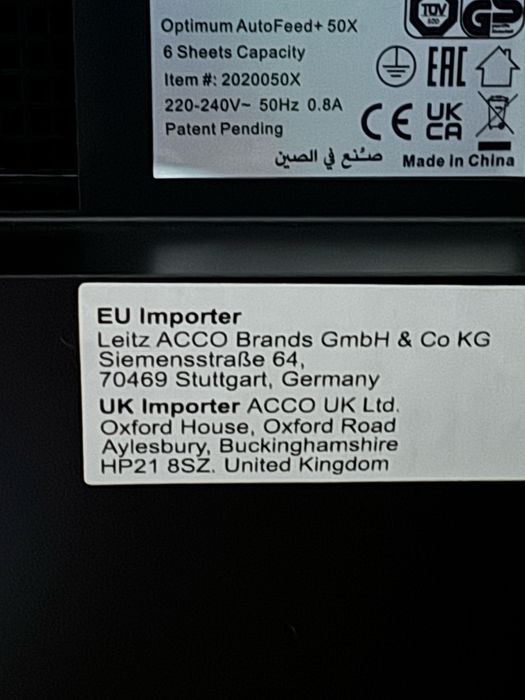 Optimum AutoFeed+ 50X
6 Sheets Capacity
Item #: 2020050X
220-240V~ 50Hz 0.8A
Patent Pending
TÜV
GS
EAC
CE
UK
CA
صنع في الصين
Made In China
EU Importer
Leitz ACCO Brands GmbH & Co KG
Siemensstraße 64,
70469 Stuttgart, Germany
UK Importer ACCO UK Ltd.
Oxford House, Oxford Road
Aylesbury, Buckinghamshire
HP21 8SZ. United Kingdom